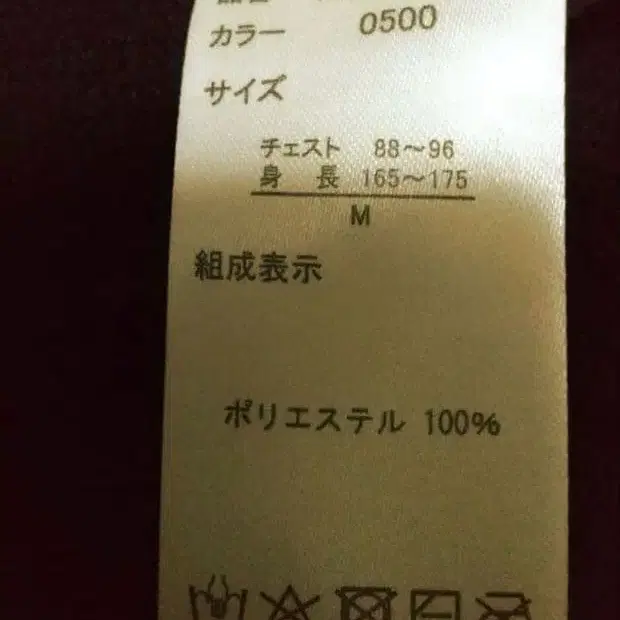 カラー 0500
サイズ
チェスト 88～96
身 長 165～175
M
組成表示
ポリエステル 100%